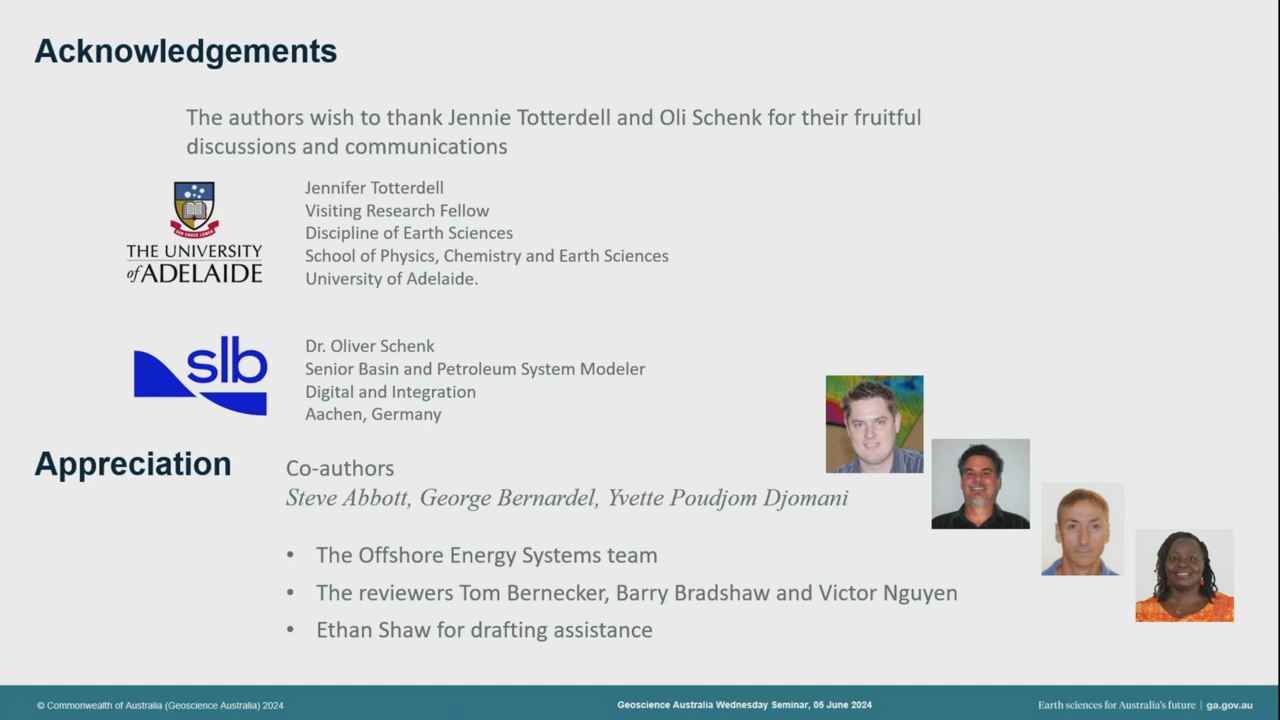 Acknowledgements
The authors wish to thank Jennie Totterdell and Oli Schenk for their fruitful
discussions and communications
THE UNIVERSITY
of ADELAIDE
Jennifer Totterdell
Visiting Research Fellow
Discipline of Earth Sciences
School of Physics, Chemistry and Earth Sciences
University of Adelaide.
slb
Dr. Oliver Schenk
Senior Basin and Petroleum System Modeler
Digital and Integration
Aachen, Germany
Appreciation
Co-authors
Steve Abbott, George Bernardel, Yvette Poudjom Djomani
• The Offshore Energy Systems team
• The reviewers Tom Bernecker, Barry Bradshaw and Victor Nguyen
• Ethan Shaw for drafting assistance
© Commonwealth of Australia (Geoscience Australia) 2024
Geoscience Australia Wednesday Seminar, 05 June 2024
Earth sciences for Australia's future | ga.gov.au